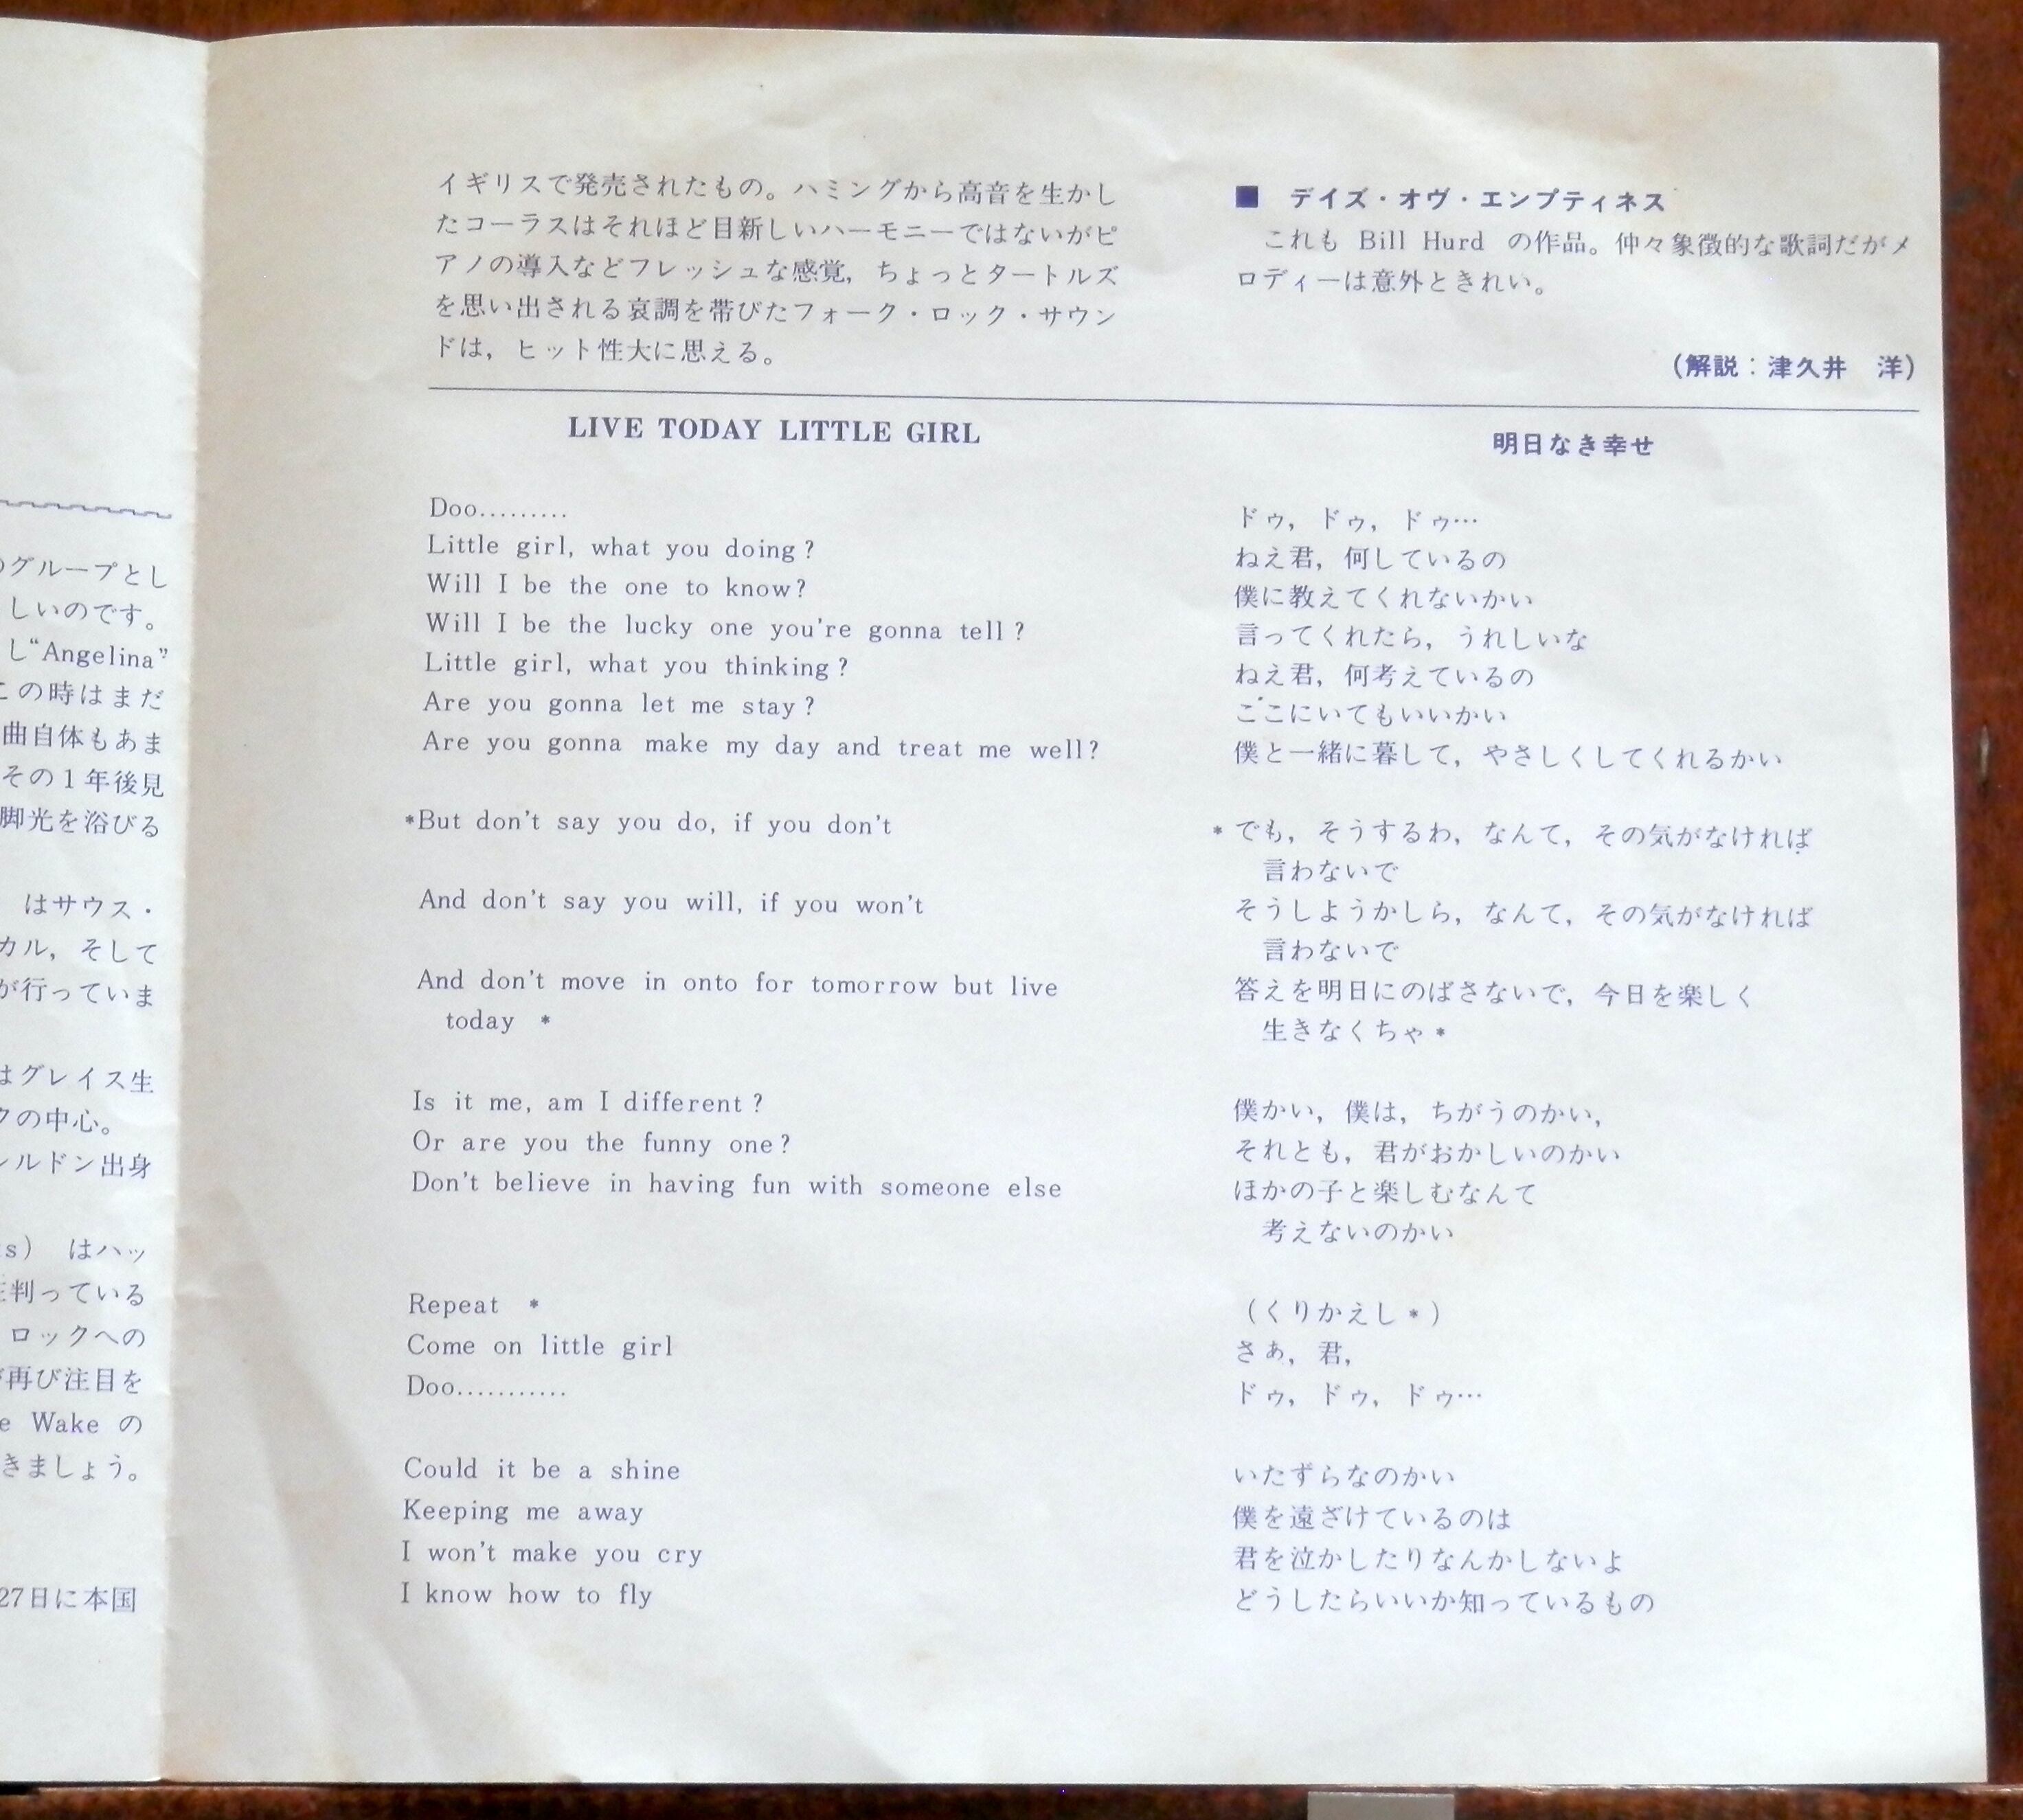 のグループとし
しいのです。
し“Angelina”
この時はまだ
曲自体もあま
その1年後見
脚光を浴びる
はサウス・
カル，そして
が行っていま
はグレイス生
クの中心。
シルドン出身
s) はハッ
判っている
ロックへの
再び注目を
e Wake の
きましょう。
27日に本国
イギリスで発売されたもの。ハミングから高音を生かし
たコーラスはそれほど目新しいハーモニーではないがピ
アノの導入などフレッシュな感覚，ちょっとタートルズ
を思い出される哀調を帯びたフォーク・ロック・サウン
ドは，ヒット性大に思える。
■ デイズ・オヴ・エンプティネス
これも Bill Hurd の作品。仲々象徴的な歌詞だがメ
ロディーは意外ときれい。
(解説：津久井　洋)
LIVE TODAY LITTLE GIRL
Doo.........
Little girl, what you doing?
Will I be the one to know?
Will I be the lucky one you're gonna tell?
Little girl, what you thinking?
Are you gonna let me stay?
Are you gonna make my day and treat me well?
*But don't say you do, if you don't
And don't say you will, if you won't
And don't move in onto for tomorrow but live
today *
Is it me, am I different?
Or are you the funny one?
Don't believe in having fun with someone else
Repeat *
Come on little girl
Doo...........
Could it be a shine
Keeping me away
I won't make you cry
I know how to fly
明日なき幸せ
ドゥ，ドゥ，ドゥ…
ねえ君，何しているの
僕に教えてくれないかい
言ってくれたら，うれしいな
ねえ君，何考えているの
ここにいてもいいかい
僕と一緒に暮して，やさしくしてくれるかい
*でも，そうするわ，なんて，その気がなければ
言わないで
そうしようかしら，なんて，その気がなければ
言わないで
答えを明日にのばさないで，今日を楽しく
生きなくちゃ*
僕かい，僕は，ちがうのかい，
それとも，君がおかしいのかい
ほかの子と楽しむなんて
考えないのかい
(くりかえし*)
さあ，君，
ドゥ，ドゥ，ドゥ…
いたずらなのかい
僕を遠ざけているのは
君を泣かしたりなんかしないよ
どうしたらいいか知っているもの